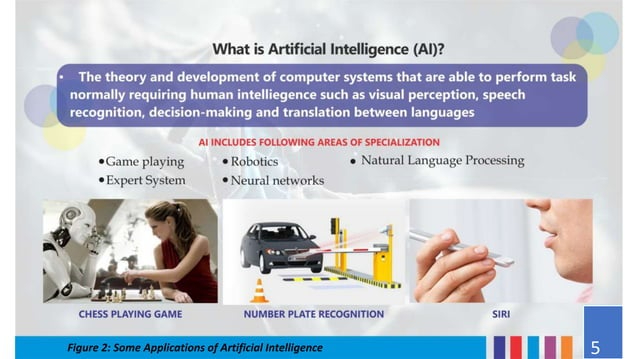 What is Artificial Intelligence (AI)?
• The theory and development of computer systems that are able to perform task
normally requiring human intelliegence such as visual perception, speech
recognition, decision-making and translation between languages
AI INCLUDES FOLLOWING AREAS OF SPECIALIZATION
•Game playing •Robotics • Natural Language Processing
•Expert System •Neural networks
CHESS PLAYING GAME NUMBER PLATE RECOGNITION SIRI
Figure 2: Some Applications of Artificial Intelligence
5